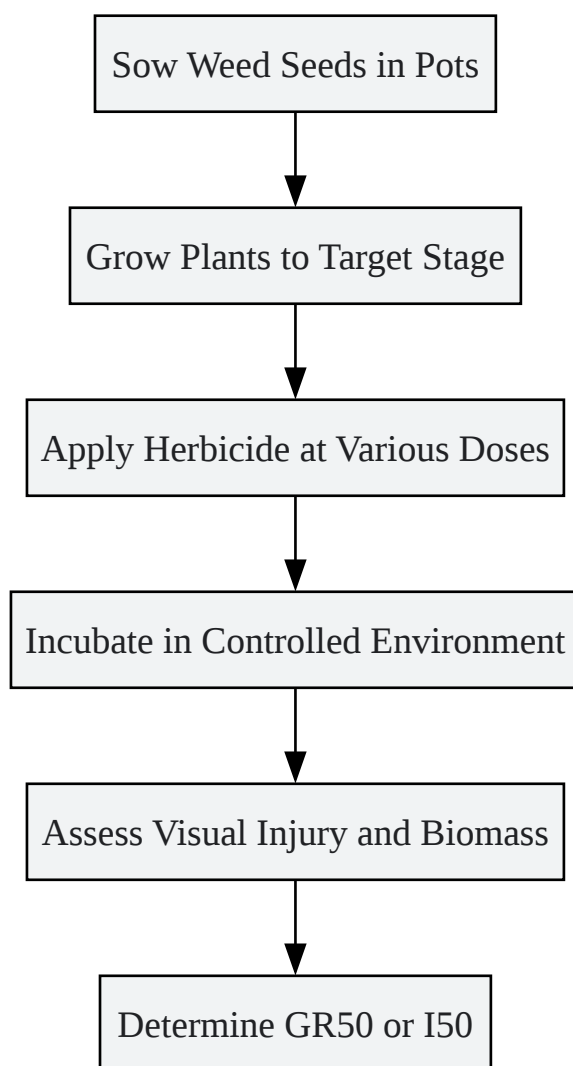 Sow Weed Seeds in Pots
Grow Plants to Target Stage
Apply Herbicide at Various Doses
Incubate in Controlled Environment
Assess Visual Injury and Biomass
Determine GR50 or I50